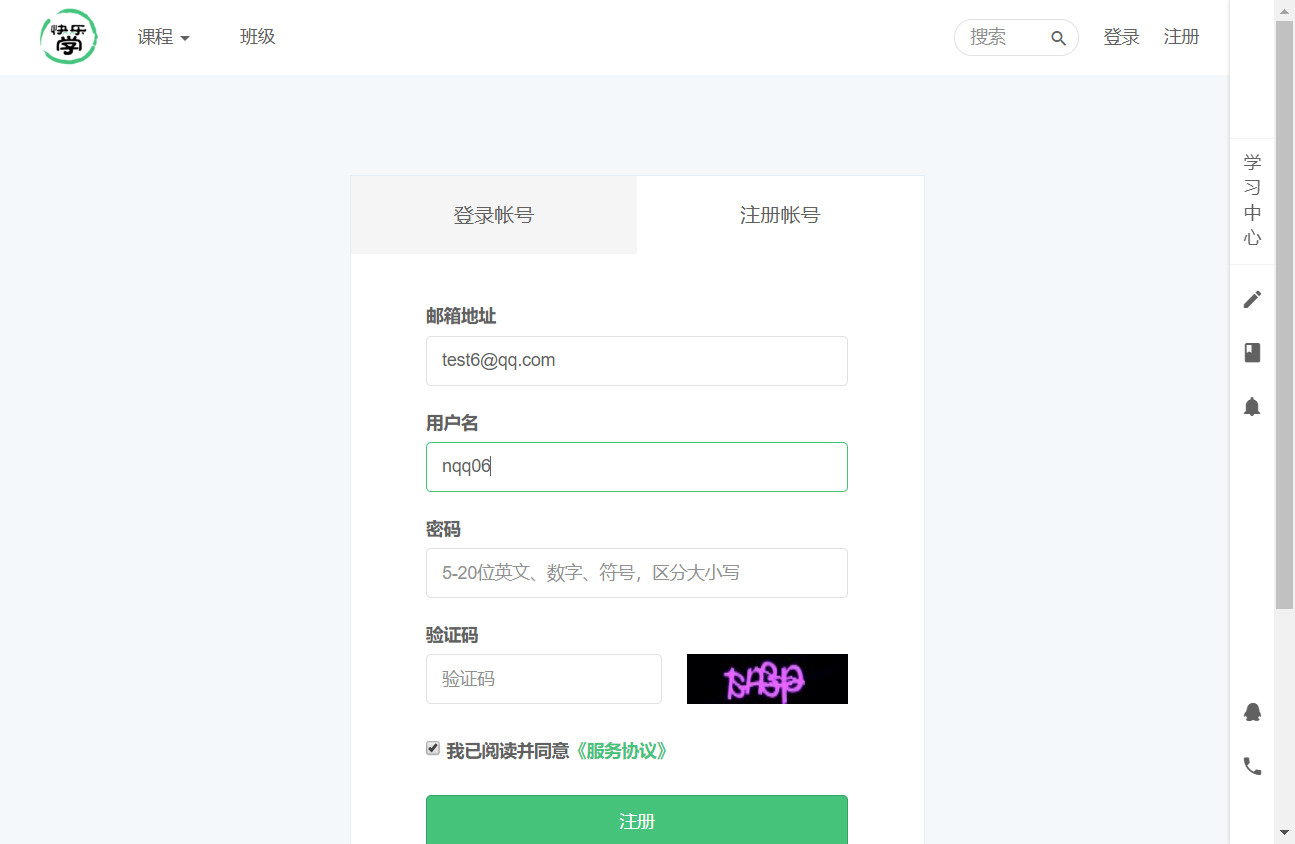 快乐学
课程
班级
搜索
登录
注册
登录帐号
注册帐号
邮箱地址
test6@qq.com
用户名
nqq06
密码
5-20位英文、数字、符号，区分大小写
验证码
验证码
我已阅读并同意《服务协议》
注册
学
习
中
心